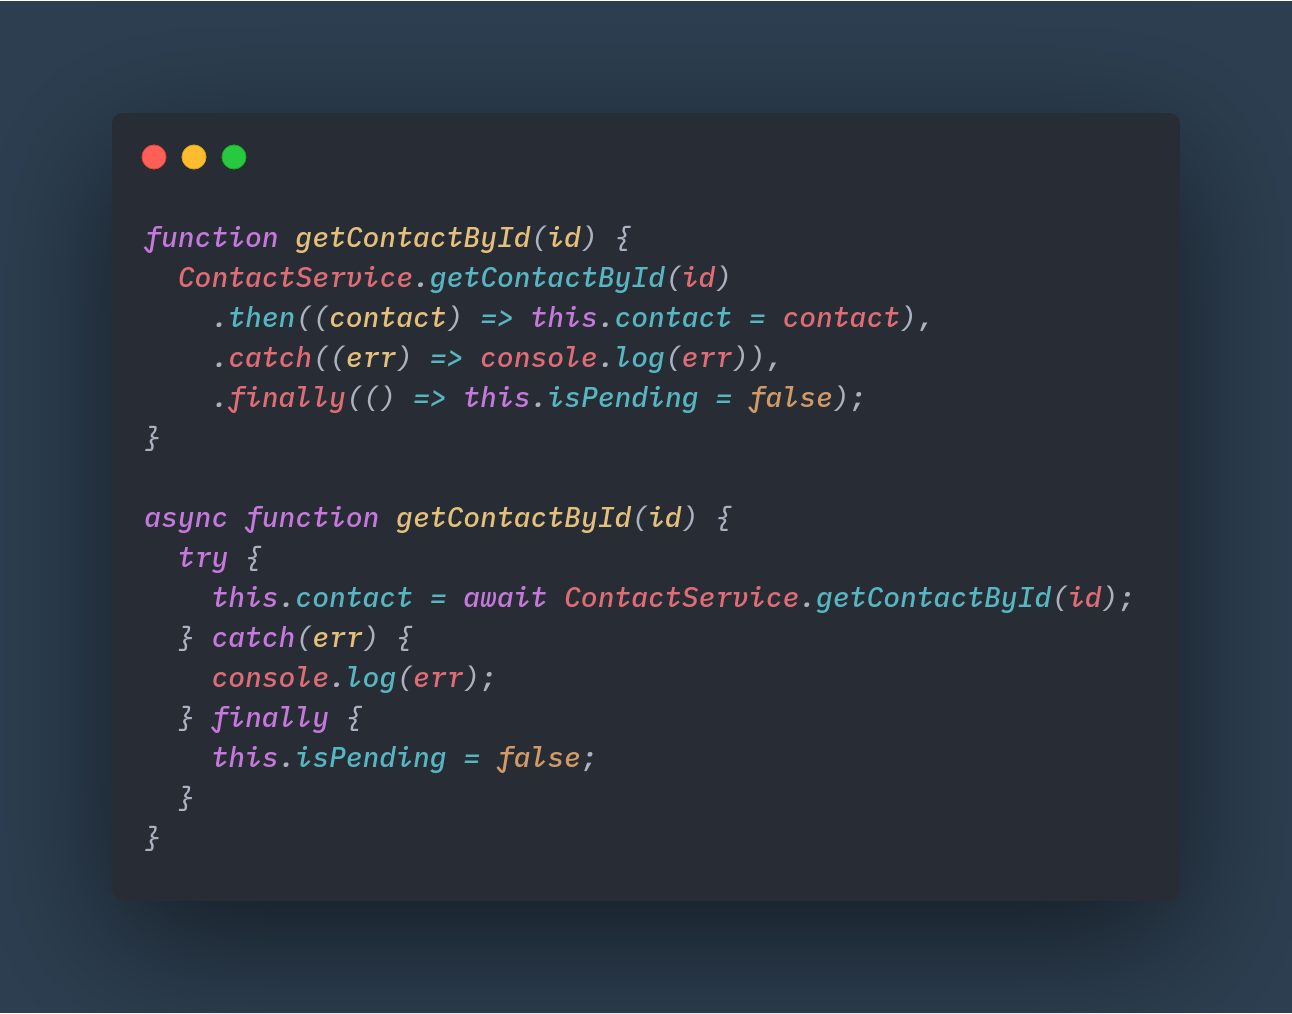 function getContactById(id) {
  ContactService.getContactById(id)
    .then((contact) => this.contact = contact),
    .catch((err) => console.log(err)),
    .finally(() => this.isPending = false);
}

async function getContactById(id) {
  try {
    this.contact = await ContactService.getContactById(id);
  } catch(err) {
    console.log(err);
  } finally {
    this.isPending = false;
  }
}